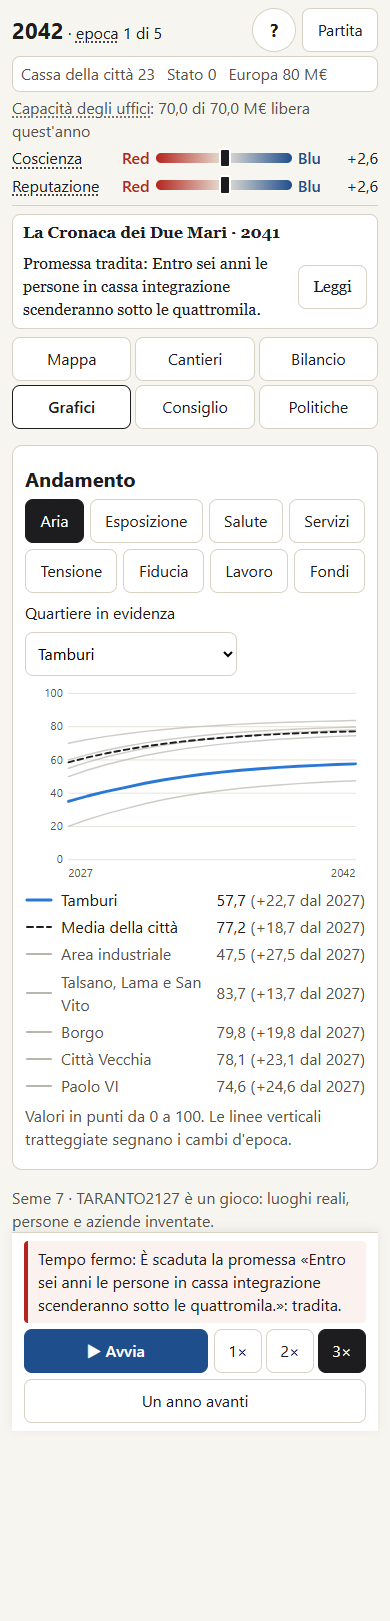 2042 · epoca 1 di 5
?
Partita
Cassa della città 23 Stato 0 Europa 80 M€
Capacità degli uffici: 70,0 di 70,0 M€ libera
quest'anno
Coscienza Red Blu +2,6
Reputazione Red Blu +2,6
La Cronaca dei Due Mari · 2041
Promessa tradita: Entro sei anni le
persone in cassa integrazione
scenderanno sotto le quattromila.
Leggi
Mappa Cantieri Bilancio
Grafici Consiglio Politiche
Andamento
Aria Esposizione Salute Servizi
Tensione Fiducia Lavoro Fondi
Quartiere in evidenza
Tamburi
100
80
60
40
20
0
2027 2042
Tamburi 57,7 (+22,7 dal 2027)
Media della città 77,2 (+18,7 dal 2027)
Area industriale 47,5 (+27,5 dal 2027)
Talsano, Lama e San
Vito 83,7 (+13,7 dal 2027)
Borgo 79,8 (+19,8 dal 2027)
Città Vecchia 78,1 (+23,1 dal 2027)
Paolo VI 74,6 (+24,6 dal 2027)
Valori in punti da 0 a 100. Le linee verticali
tratteggiate segnano i cambi d'epoca.
Seme 7 · TARANTO2127 è un gioco: luoghi reali,
persone e aziende inventate.
Tempo fermo: È scaduta la promessa «Entro
sei anni le persone in cassa integrazione
scenderanno sotto le quattromila.»: tradita.
▶ Avvia 1× 2× 3×
Un anno avanti